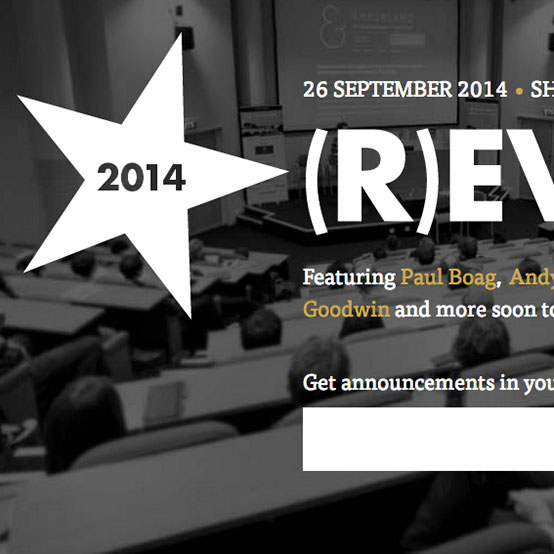 &
AMPERSAND
26 SEPTEMBER 2014 • SH
2014
(R)EV
Featuring Paul Boag, Andy
Goodwin and more soon to
Get announcements in you